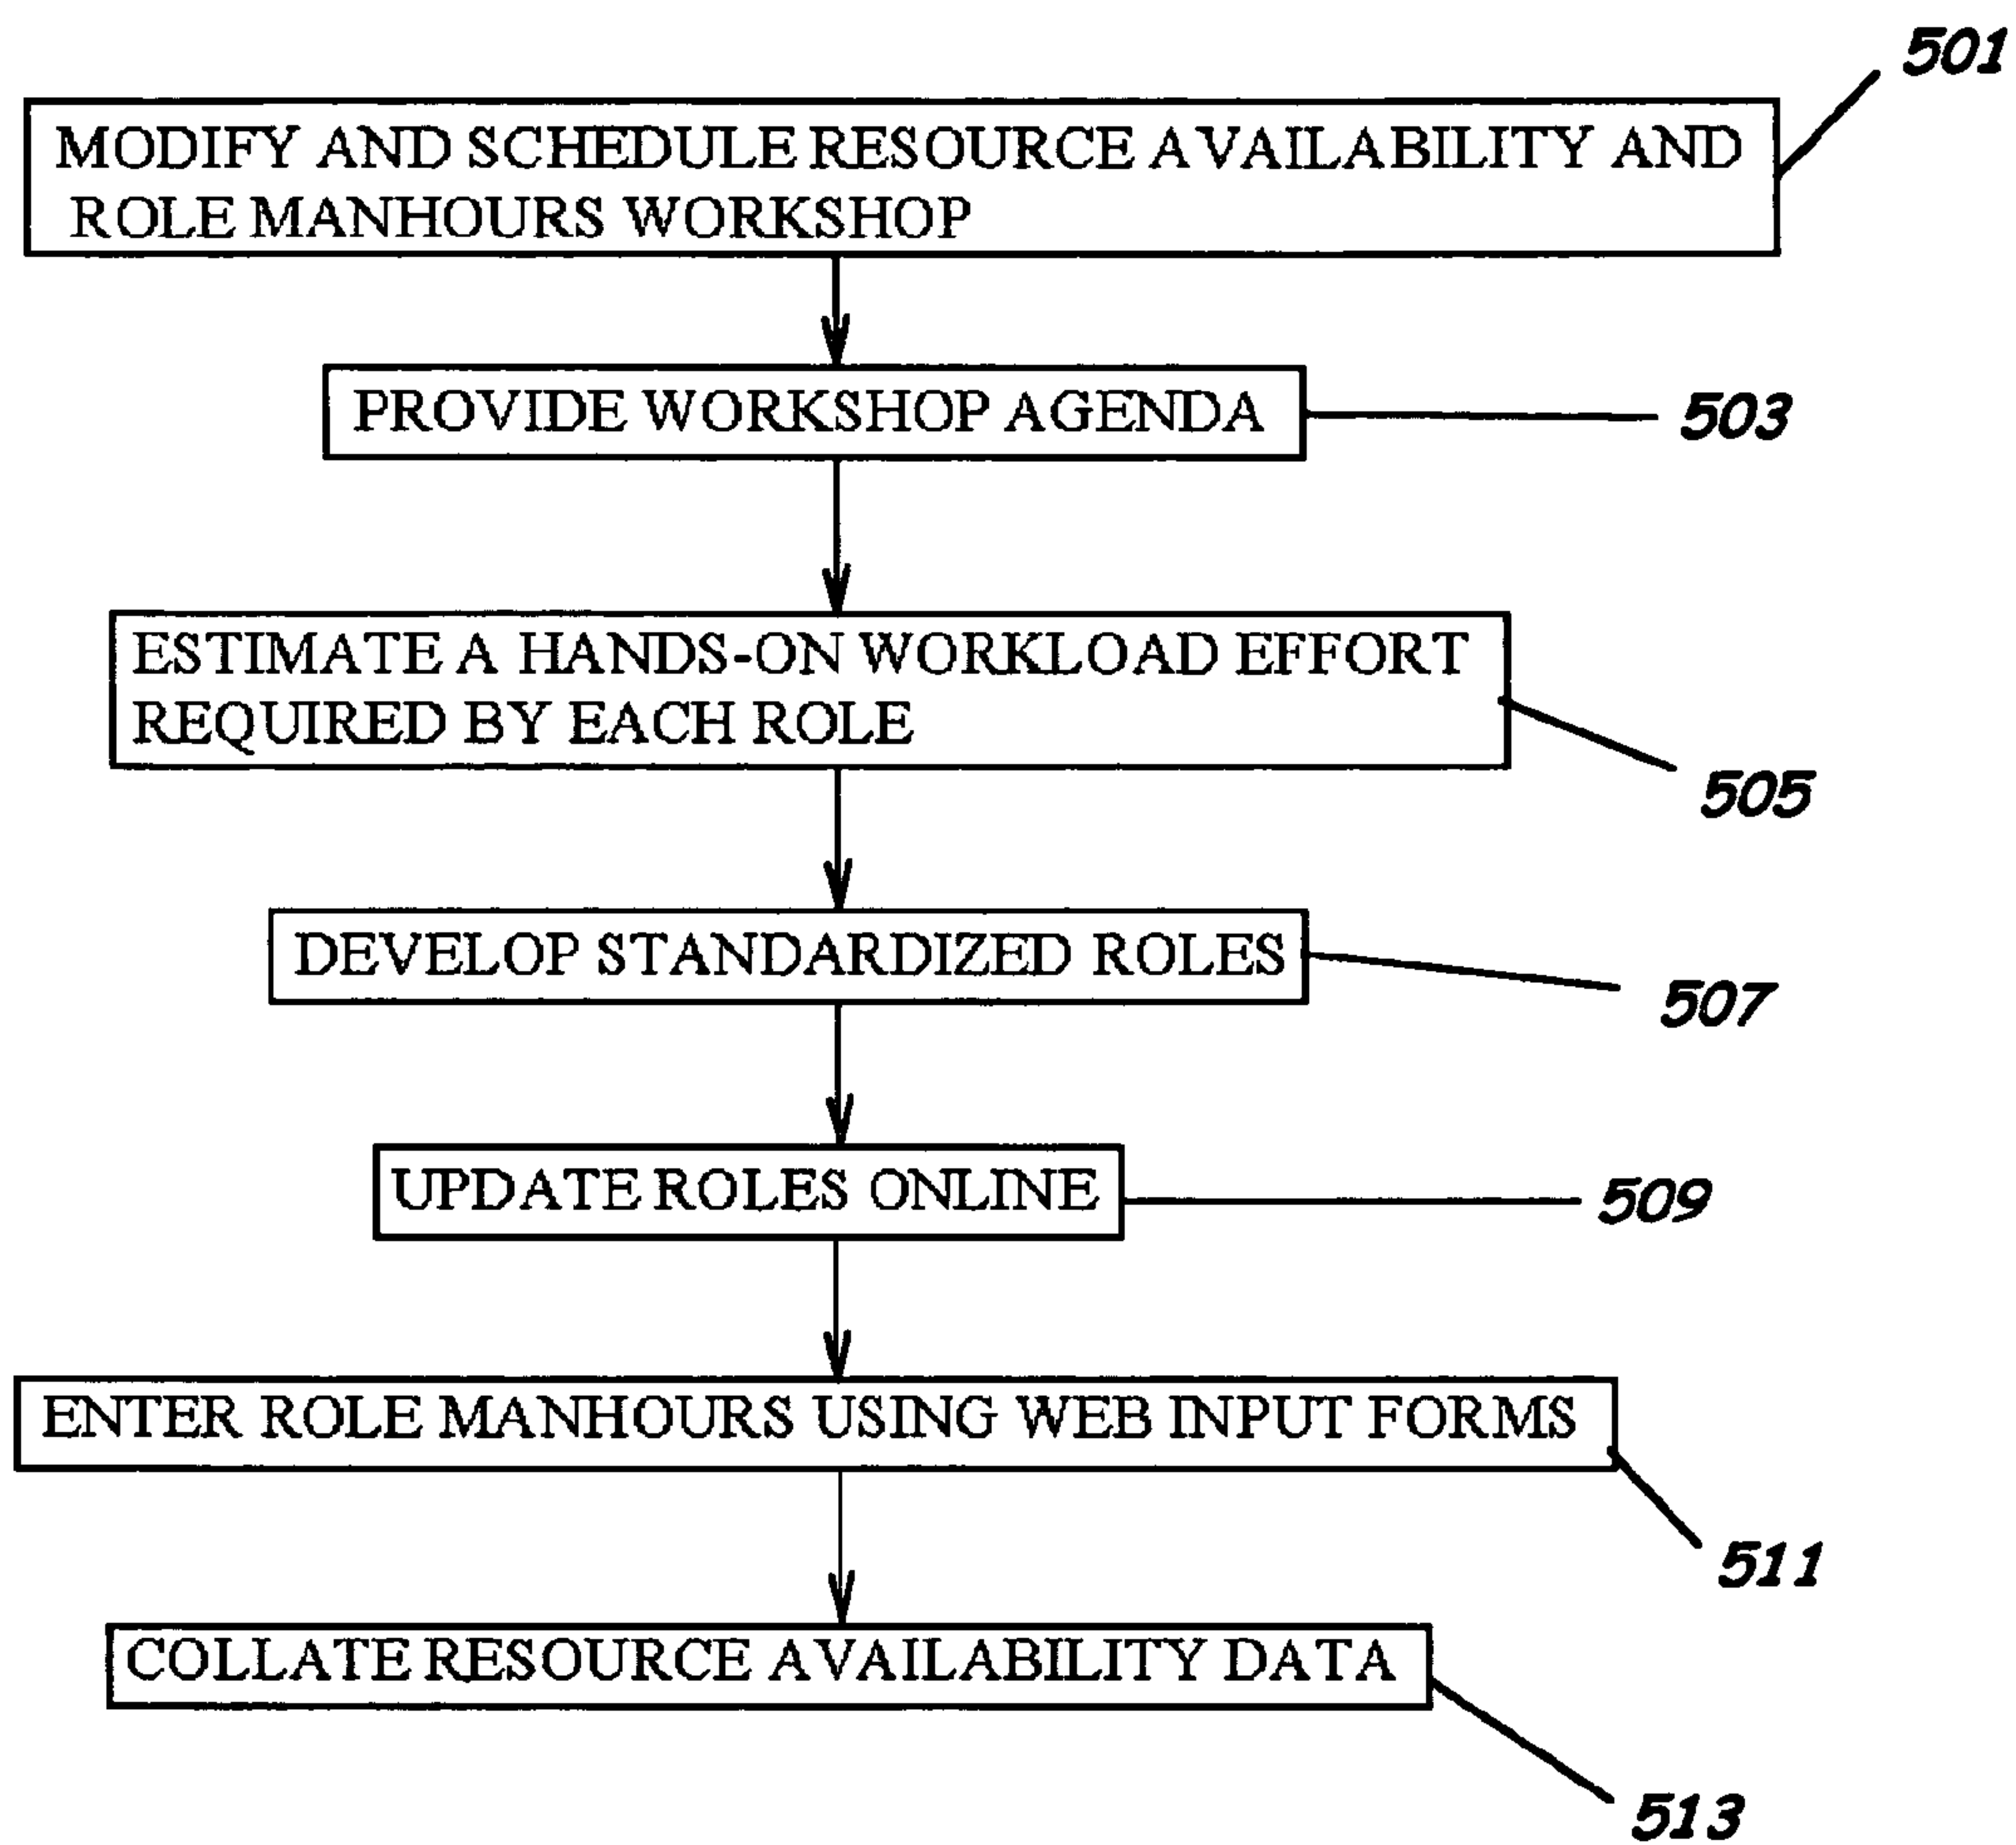 501
MODIFY AND SCHEDULE RESOURCE AVAILABILITY AND
ROLE MANHOURS WORKSHOP
PROVIDE WORKSHOP AGENDA
503
ESTIMATE A HANDS-ON WORKLOAD EFFORT
REQUIRED BY EACH ROLE
505
DEVELOP STANDARDIZED ROLES
507
UPDATE ROLES ONLINE
509
ENTER ROLE MANHOURS USING WEB INPUT FORMS
511
COLLATE RESOURCE AVAILABILITY DATA
513